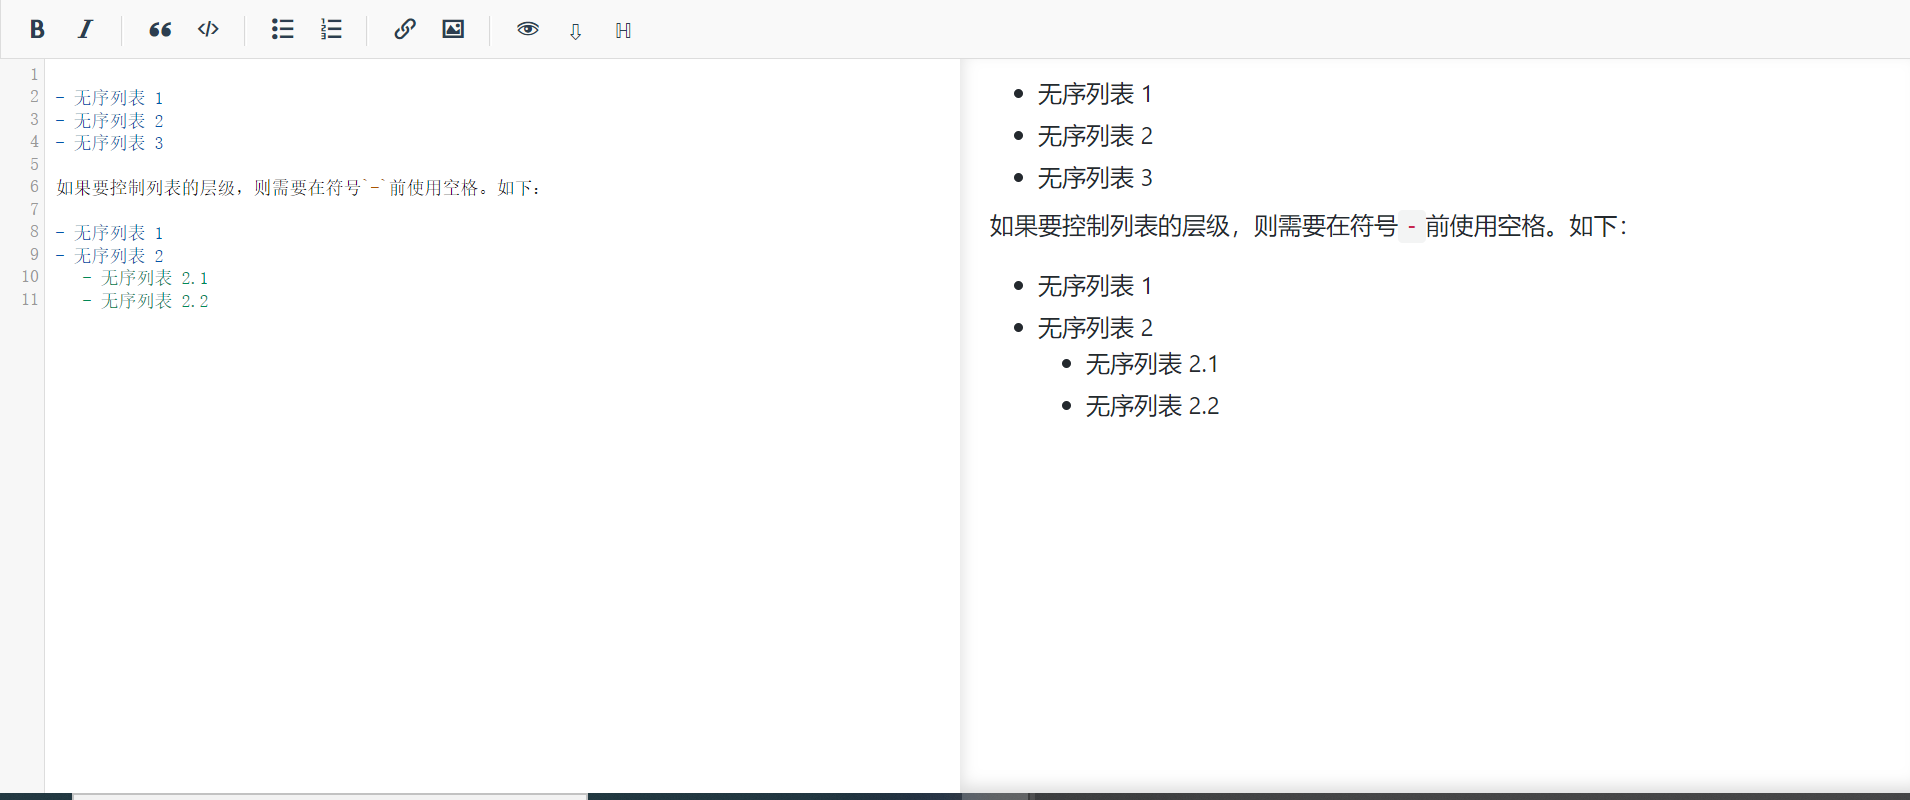 1
2 - 无序列表 1
3 - 无序列表 2
4 - 无序列表 3
5
6 如果要控制列表的层级，则需要在符号`-`前使用空格。如下：
7
8 - 无序列表 1
9 - 无序列表 2
10    - 无序列表 2.1
11    - 无序列表 2.2
• 无序列表 1
• 无序列表 2
• 无序列表 3
如果要控制列表的层级，则需要在符号 - 前使用空格。如下：
• 无序列表 1
• 无序列表 2
• 无序列表 2.1
• 无序列表 2.2